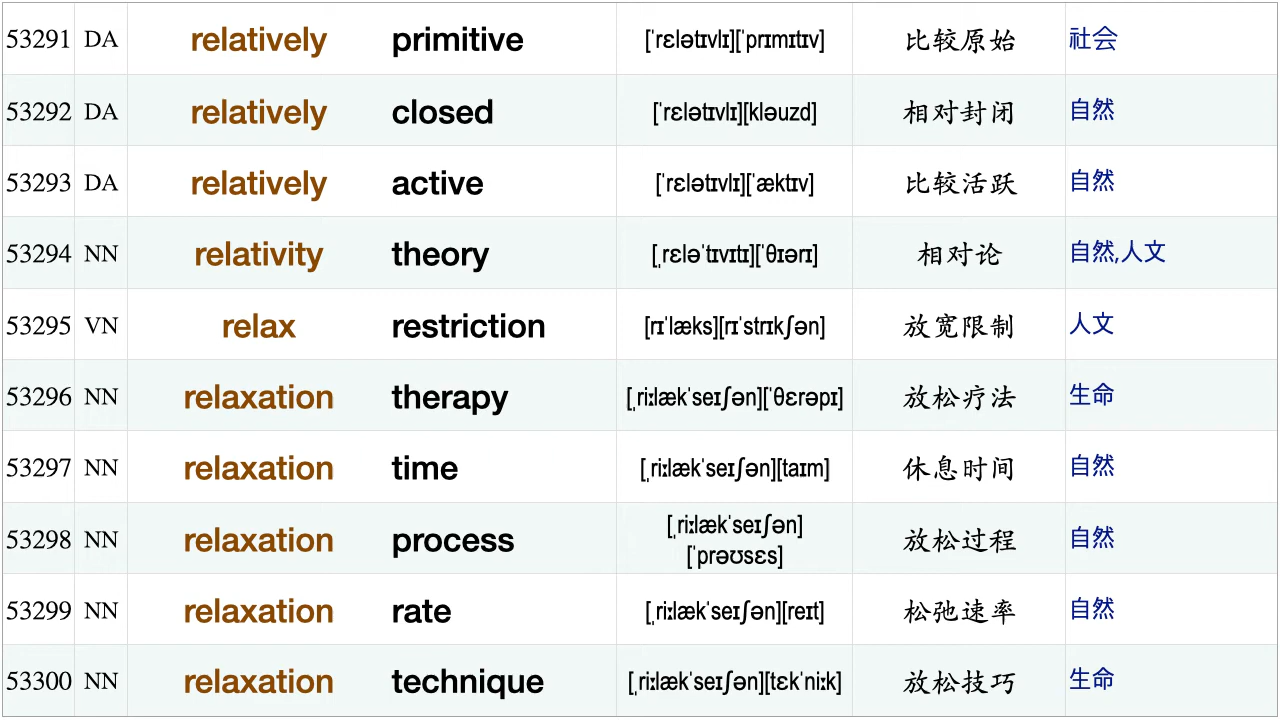 53291 DA relatively primitive [ˈrɛlətɪvlɪ][ˈprɪmɪtɪv] 比较原始 社会
53292 DA relatively closed [ˈrɛlətɪvlɪ][kləuzd] 相对封闭 自然
53293 DA relatively active [ˈrɛlətɪvlɪ][ˈæktɪv] 比较活跃 自然
53294 NN relativity theory [ˌrɛləˈtɪvɪtɪ][ˈθɪərɪ] 相对论 自然,人文
53295 VN relax restriction [rɪˈlæks][rɪˈstrɪkʃən] 放宽限制 人文
53296 NN relaxation therapy [ˌriːlækˈseɪʃən][ˈθɛrəpɪ] 放松疗法 生命
53297 NN relaxation time [ˌriːlækˈseɪʃən][taɪm] 休息时间 自然
53298 NN relaxation process [ˌriːlækˈseɪʃən]
[ˈprəʊsɛs] 放松过程 自然
53299 NN relaxation rate [ˌriːlækˈseɪʃən][reɪt] 松弛速率 自然
53300 NN relaxation technique [ˌriːlækˈseɪʃən][tɛkˈniːk] 放松技巧 生命